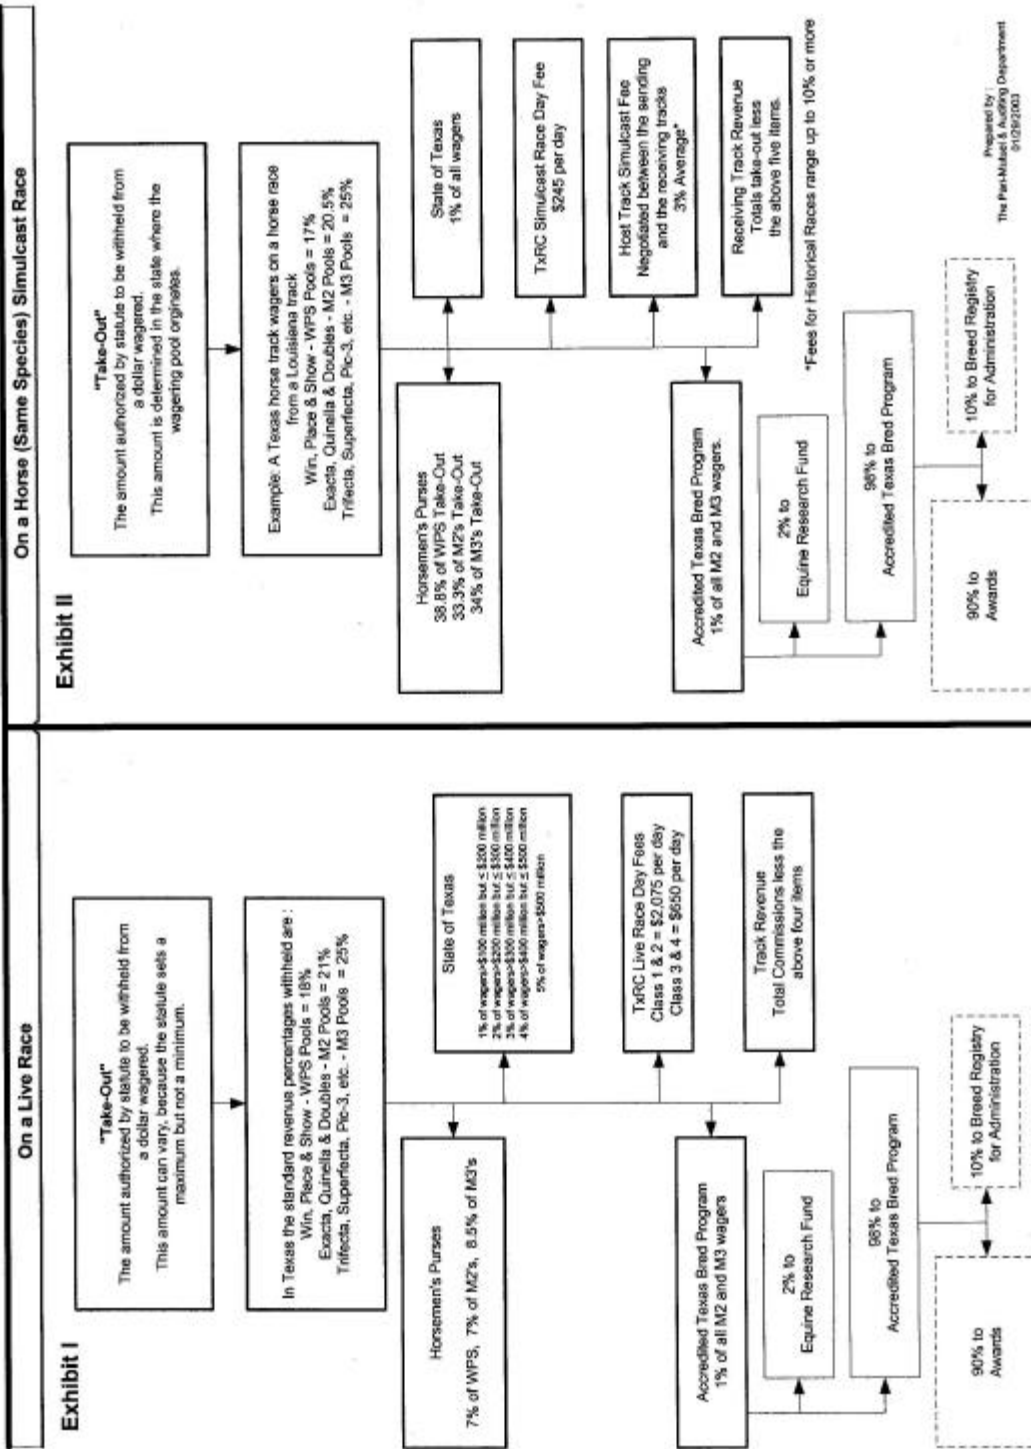 On a Live Race
Exhibit I
"Take-Out"
The amount authorized by statute to be withheld from
a dollar wagered.
This amount can vary, because the statute sets a
maximum but not a minimum.
In Texas the standard revenue percentages withheld are :
Win, Place & Show - WPS Pools = 18%
Exacta, Quinella & Doubles - M2 Pools = 21%
Trifecta, Superfecta, Pic-3, etc. - M3 Pools = 25%
Horsemen's Purses
7% of WPS, 7% of M2's, 8.5% of M3's
State of Texas
1% of wagers>$100 million but ≤ $200 million
2% of wagers>$200 million but ≤ $300 million
3% of wagers>$300 million but ≤ $400 million
4% of wagers>$400 million but ≤ $500 million
5% of wagers>$500 million
TxRC Live Race Day Fees
Class 1 & 2 = $2,075 per day
Class 3 & 4 = $650 per day
Accredited Texas Bred Program
1% of all M2 and M3 wagers
Track Revenue
Total Commissions less the
above four items
2% to
Equine Research Fund
98% to
Accredited Texas Bred Program
90% to
Awards
10% to Breed Registry
for Administration
On a Horse (Same Species) Simulcast Race
Exhibit II
"Take-Out"
The amount authorized by statute to be withheld from
a dollar wagered.
This amount is determined in the state where the
wagering pool orginates.
Example: A Texas horse track wagers on a horse race
from a Louisiana track
Win, Place & Show - WPS Pools = 17%
Exacta, Quinella & Doubles - M2 Pools = 20.5%
Trifecta, Superfecta, Pic-3, etc. - M3 Pools = 25%
Horsemen's Purses
38.8% of WPS Take-Out
33.3% of M2's Take-Out
34% of M3's Take-Out
State of Texas
1% of all wagers
TxRC Simulcast Race Day Fee
$245 per day
Host Track Simulcast Fee
Negotiated between the sending
and the receiving tracks
3% Average*
Accredited Texas Bred Program
1% of all M2 and M3 wagers.
Receiving Track Revenue
Totals take-out less
the above five items.
*Fees for Historical Races range up to 10% or more
2% to
Equine Research Fund
98% to
Accredited Texas Bred Program
90% to
Awards
10% to Breed Registry
for Administration
Prepared by :
The Pari-Mutuel & Auditing Department
01/29/2003